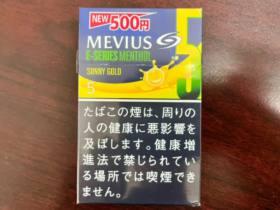 NEW 500円
MEVIUS
E-SERIES MENTHOL 5
SUNNY GOLD
5
たばこの煙は、周りの
人の健康に悪影響を
及ぼします。健康増
進法で禁じられてい
る場所では喫煙でき
ません。